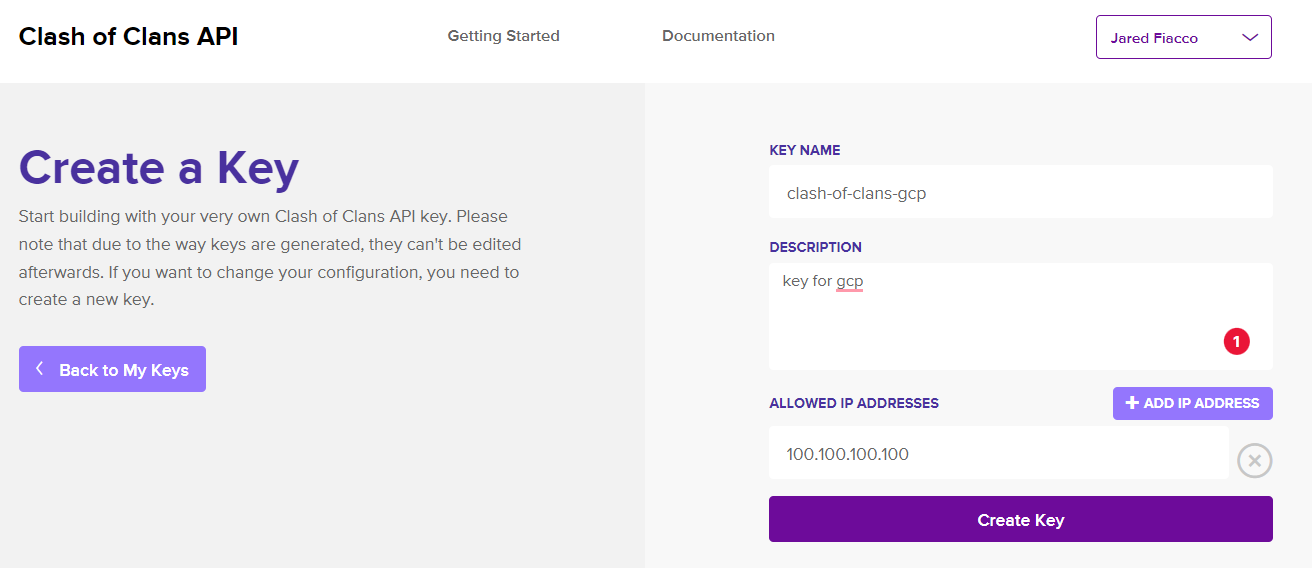 Clash of Clans API
Getting Started
Documentation
Jared Fiacco
Create a Key
Start building with your very own Clash of Clans API key. Please
note that due to the way keys are generated, they can't be edited
afterwards. If you want to change your configuration, you need to
create a new key.
Back to My Keys
KEY NAME
clash-of-clans-gcp
DESCRIPTION
key for gcp
1
ALLOWED IP ADDRESSES
+ ADD IP ADDRESS
100.100.100.100
Create Key